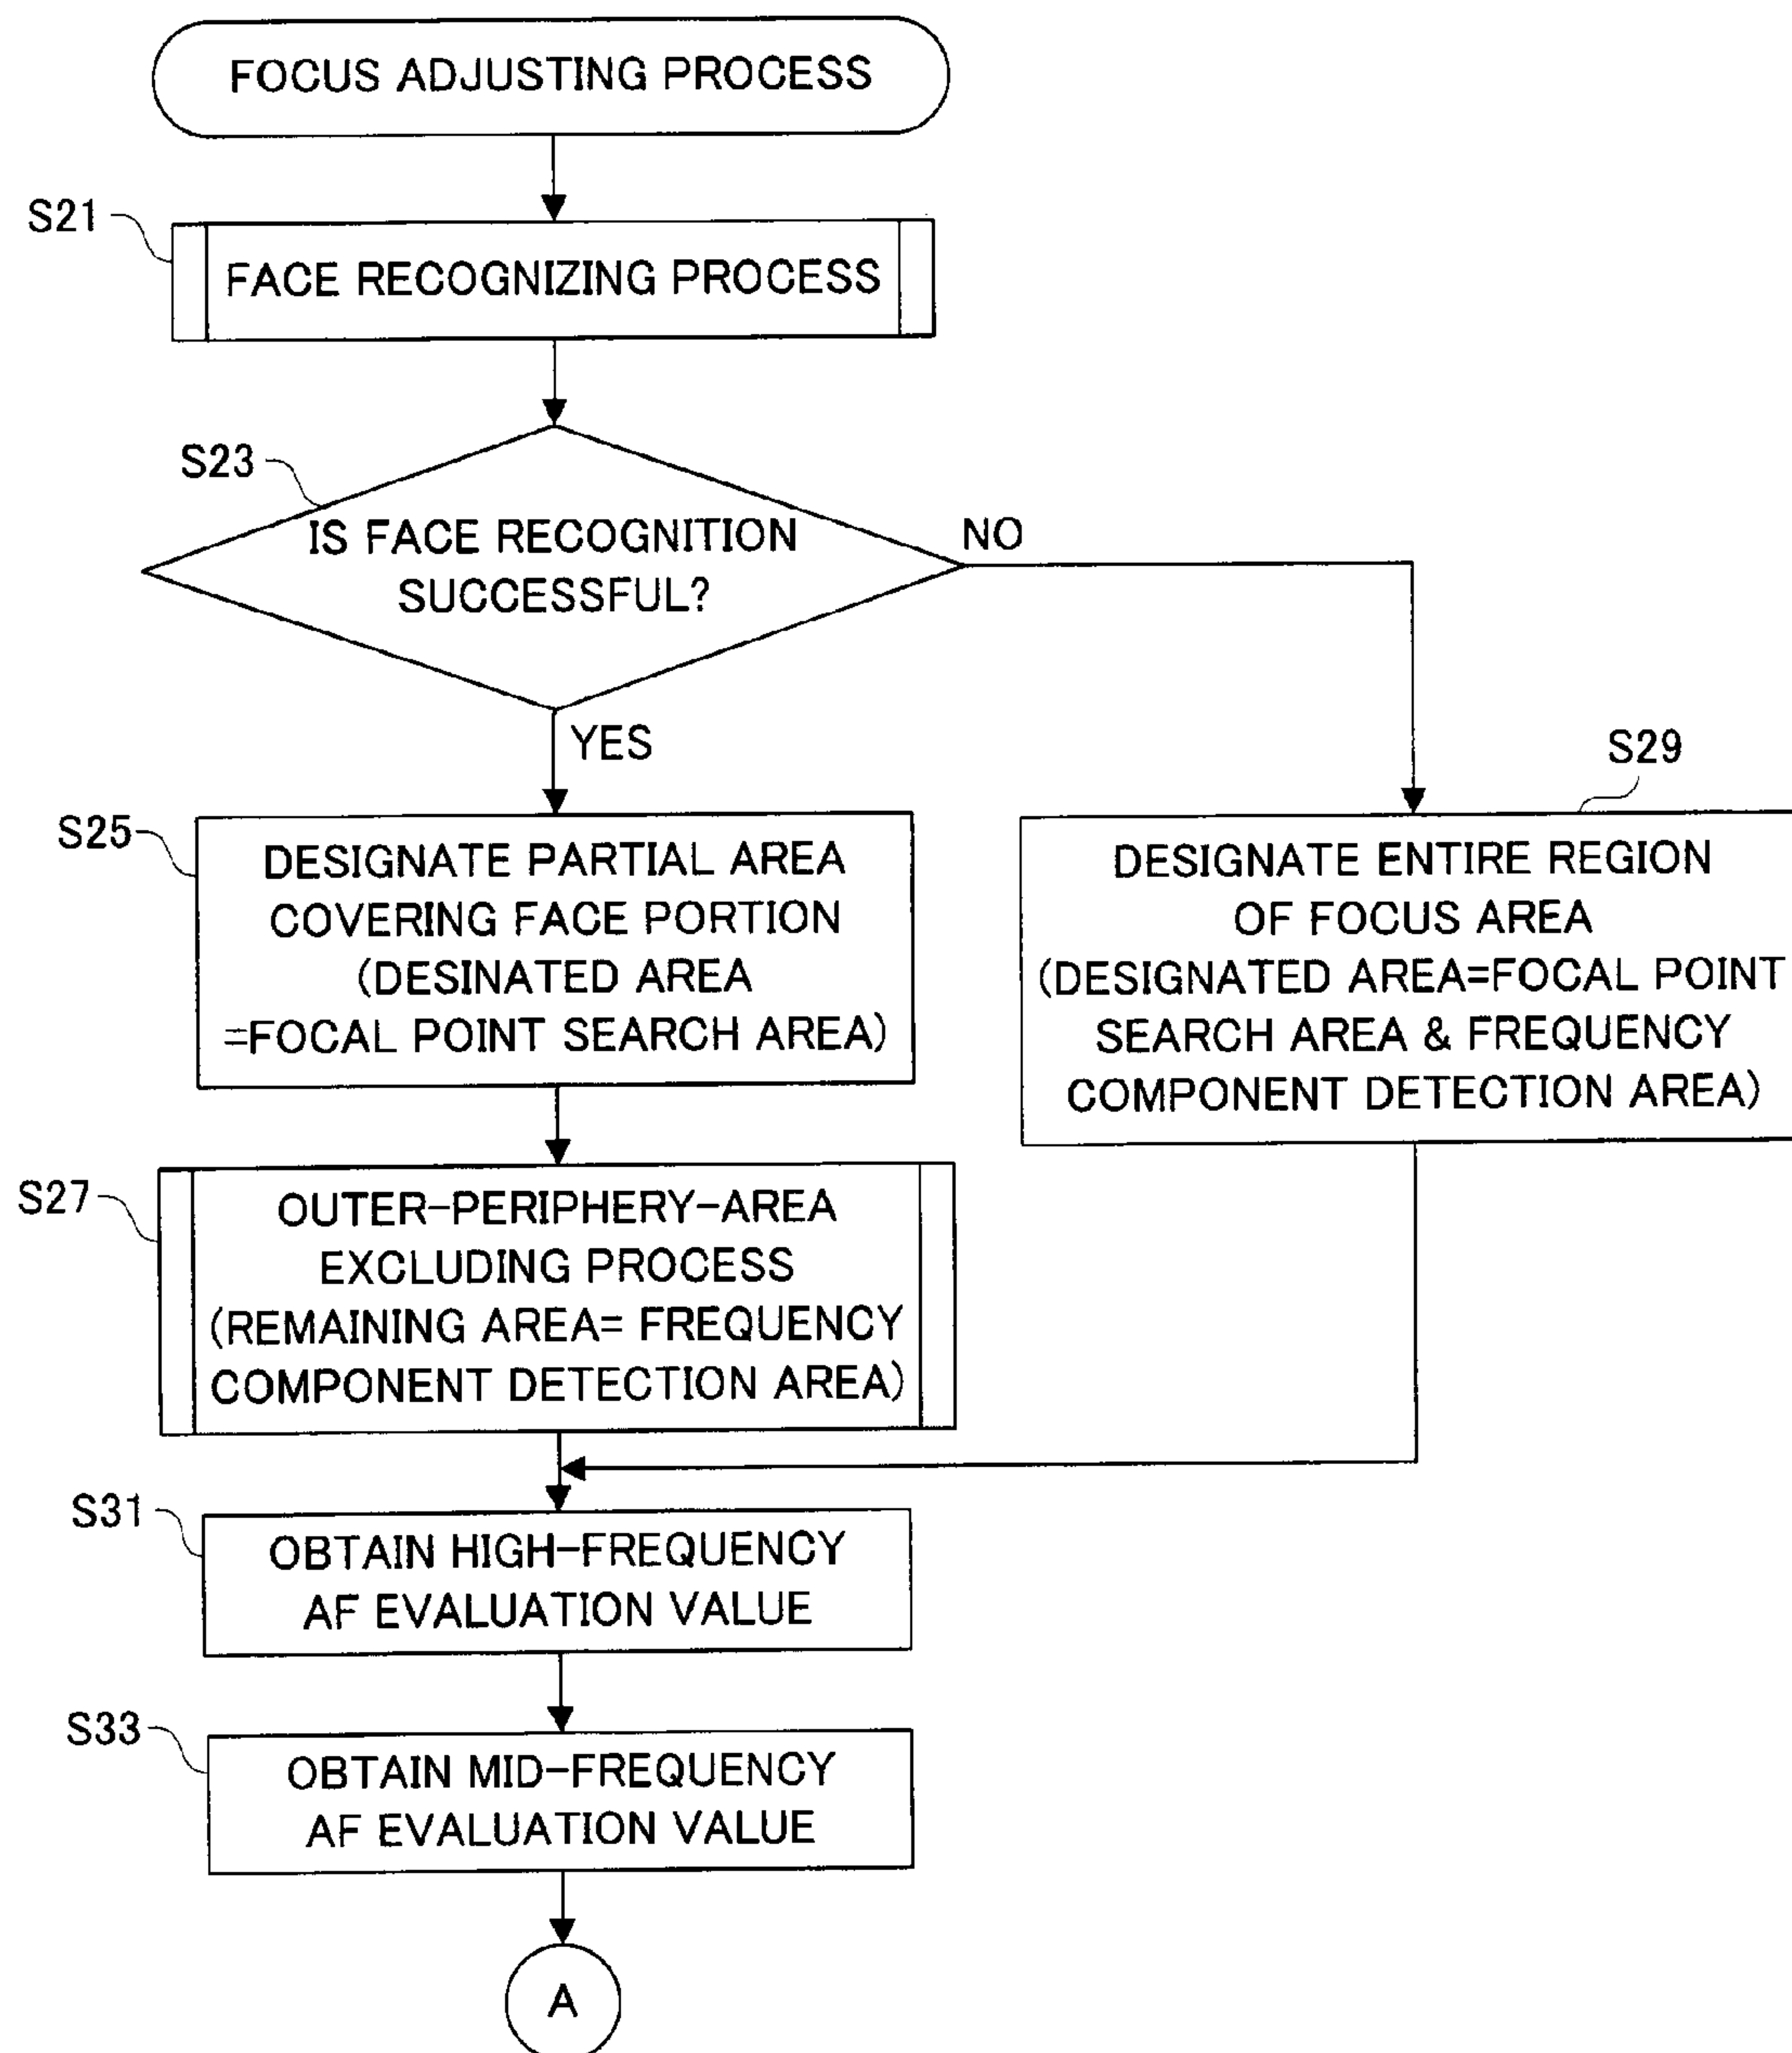 FOCUS ADJUSTING PROCESS
S21
FACE RECOGNIZING PROCESS
S23
IS FACE RECOGNITION
SUCCESSFUL?
NO
YES
S25
DESIGNATE PARTIAL AREA
COVERING FACE PORTION
(DESINATED AREA
=FOCAL POINT SEARCH AREA)
S29
DESIGNATE ENTIRE REGION
OF FOCUS AREA
(DESIGNATED AREA=FOCAL POINT
SEARCH AREA & FREQUENCY
COMPONENT DETECTION AREA)
S27
OUTER-PERIPHERY-AREA
EXCLUDING PROCESS
(REMAINING AREA= FREQUENCY
COMPONENT DETECTION AREA)
S31
OBTAIN HIGH-FREQUENCY
AF EVALUATION VALUE
S33
OBTAIN MID-FREQUENCY
AF EVALUATION VALUE
A